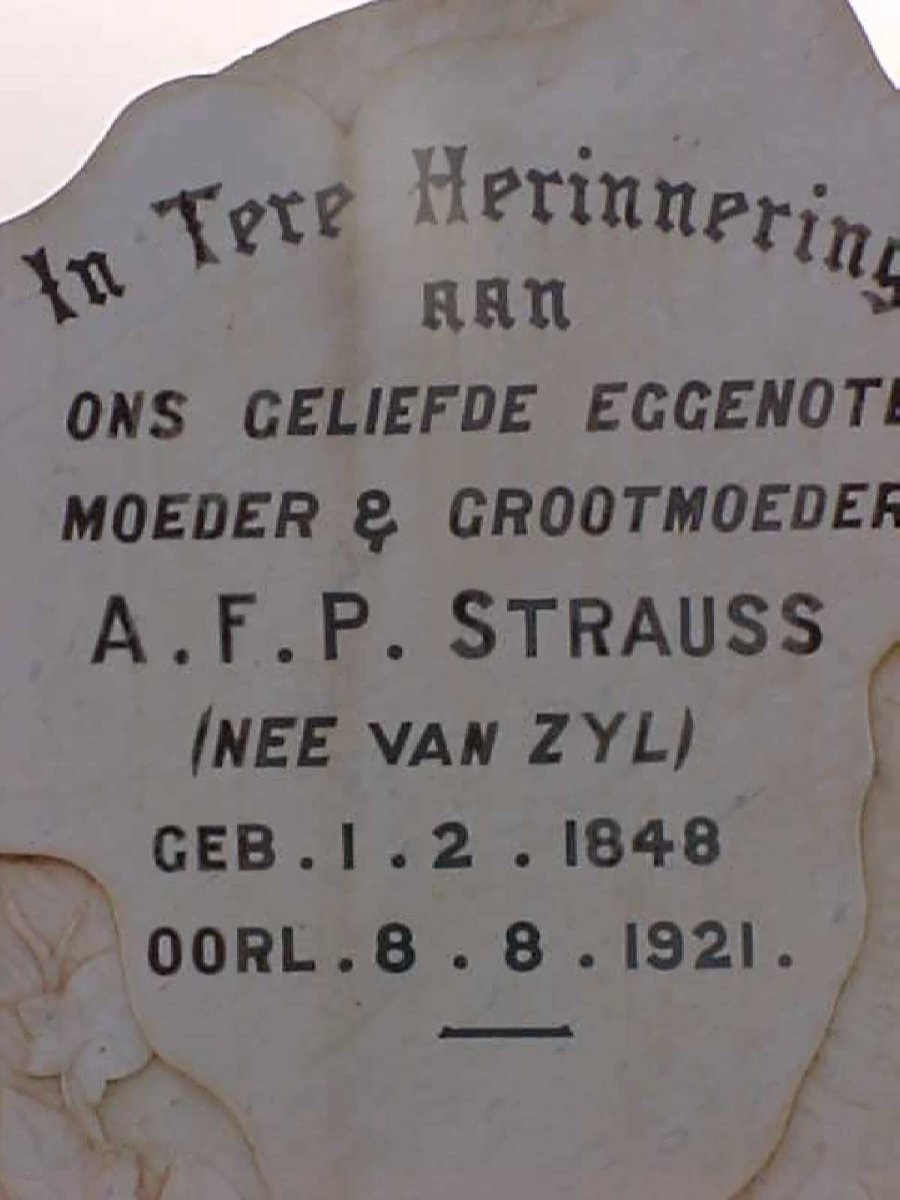 In Tere Herinnering
aan
ONS GELIEFDE EGGENOTE
MOEDER & GROOTMOEDER
A. F. P. STRAUSS
(NEE VAN ZYL)
GEB. 1. 2. 1848
OORL. 8. 8. 1921.